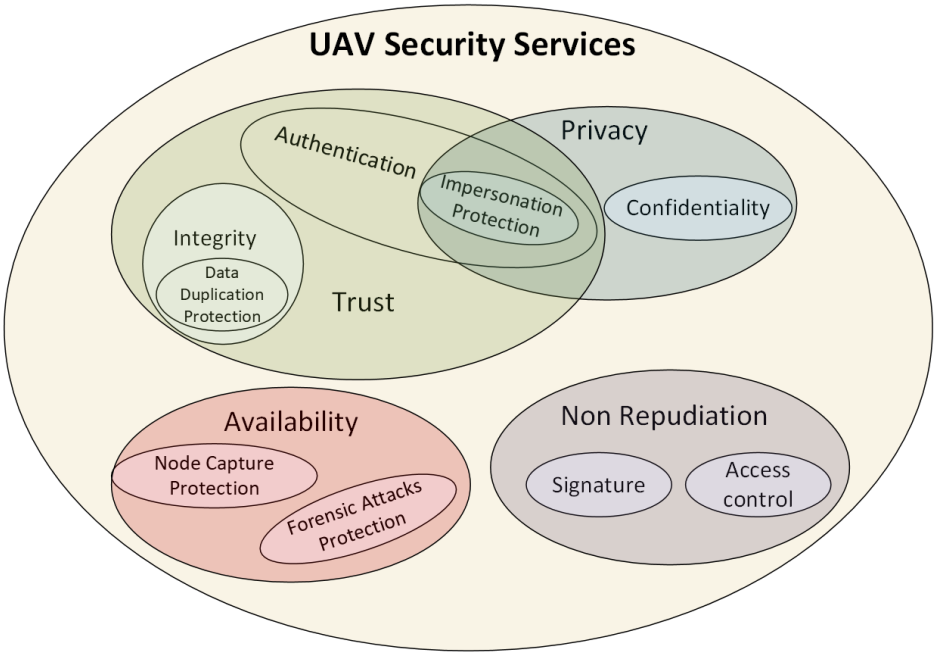 UAV Security Services
Authentication
Privacy
Impersonation
Protection
Confidentiality
Integrity
Data
Duplication
Protection
Trust
Availability
Node Capture
Protection
Forensic Attacks
Protection
Non Repudiation
Signature
Access
control